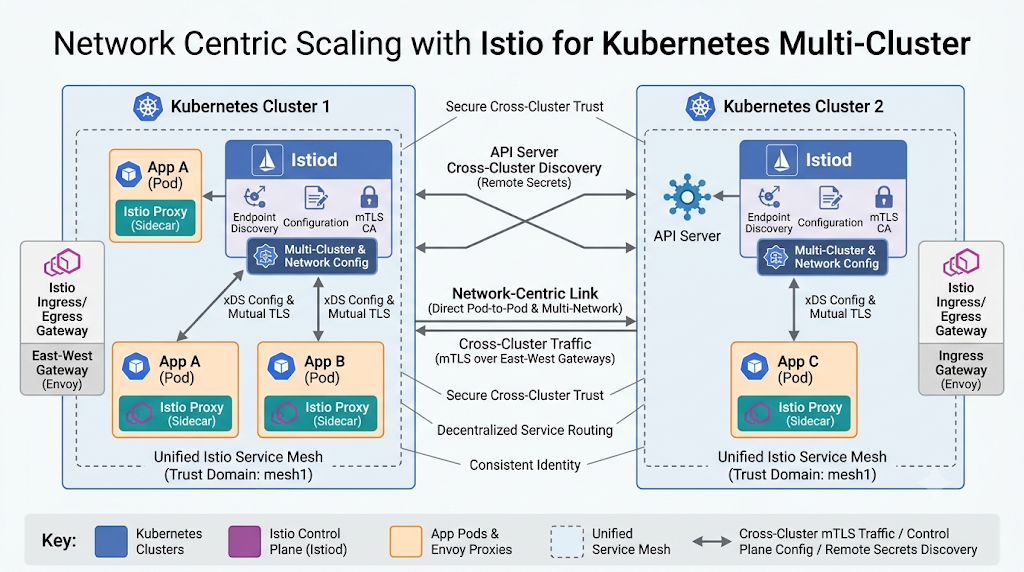 Network Centric Scaling with Istio for Kubernetes Multi-Cluster
Kubernetes Cluster 1
App A
(Pod)
Istio Proxy
(Sidecar)
Istiod
Endpoint
Discovery
Configuration
mTLS
CA
Multi-Cluster &
Network Config
Istio
Ingress/
Egress
Gateway
East-West
Gateway
(Envoy)
xDS Config &
Mutual TLS
xDS Config &
Mutual TLS
App A
(Pod)
Istio Proxy
(Sidecar)
App B
(Pod)
Istio Proxy
(Sidecar)
Unified Istio Service Mesh
(Trust Domain: mesh1)
Secure Cross-Cluster Trust
API Server
Cross-Cluster Discovery
(Remote Secrets)
Network-Centric Link
(Direct Pod-to-Pod & Multi-Network)
Cross-Cluster Traffic
(mTLS over East-West Gateways)
Secure Cross-Cluster Trust
Decentralized Service Routing
Consistent Identity
Kubernetes Cluster 2
API Server
Istiod
Endpoint
Discovery
Configuration
mTLS
CA
Multi-Cluster &
Network Config
xDS Config &
Mutual TLS
App C
(Pod)
Istio Proxy
(Sidecar)
Unified Istio Service Mesh
(Trust Domain: mesh1)
Istio
Ingress/
Egress
Gateway
Ingress
Gateway
(Envoy)
Key:
Kubernetes
Clusters
Istio Control
Plane (Istiod)
App Pods &
Envoy Proxies
Unified
Service Mesh
Cross-Cluster mTLS Traffic / Control
Plane Config / Remote Secrets Discovery